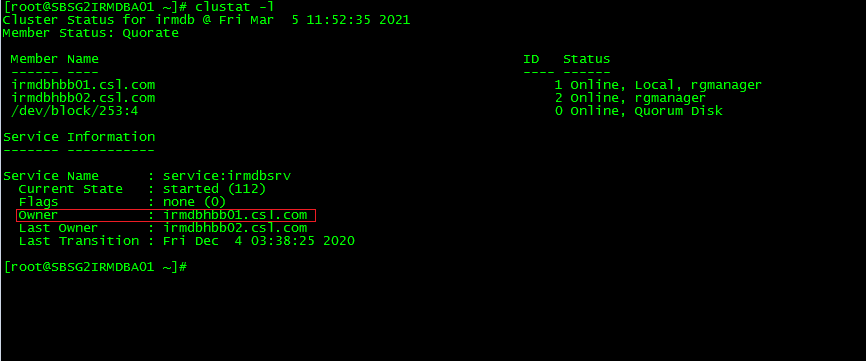 [root@SBSG2IRMDBA01 ~]# clustat -l
Cluster Status for irmdb @ Fri Mar  5 11:52:35 2021
Member Status: Quorate
Member Name                                                     ID   Status
------ ----                                                     ---- ------
irmdbhbb01.csl.com                                                  1 Online, Local, rgmanager
irmdbhbb02.csl.com                                                  2 Online, rgmanager
/dev/block/253:4                                                    0 Online, Quorum Disk
Service Information
------- -----------
Service Name      : service:irmdbsrv
  Current State   : started (112)
  Flags           : none (0)
  Owner           : irmdbhbb01.csl.com
  Last Owner      : irmdbhbb02.csl.com
  Last Transition : Fri Dec  4 03:38:25 2020
[root@SBSG2IRMDBA01 ~]#